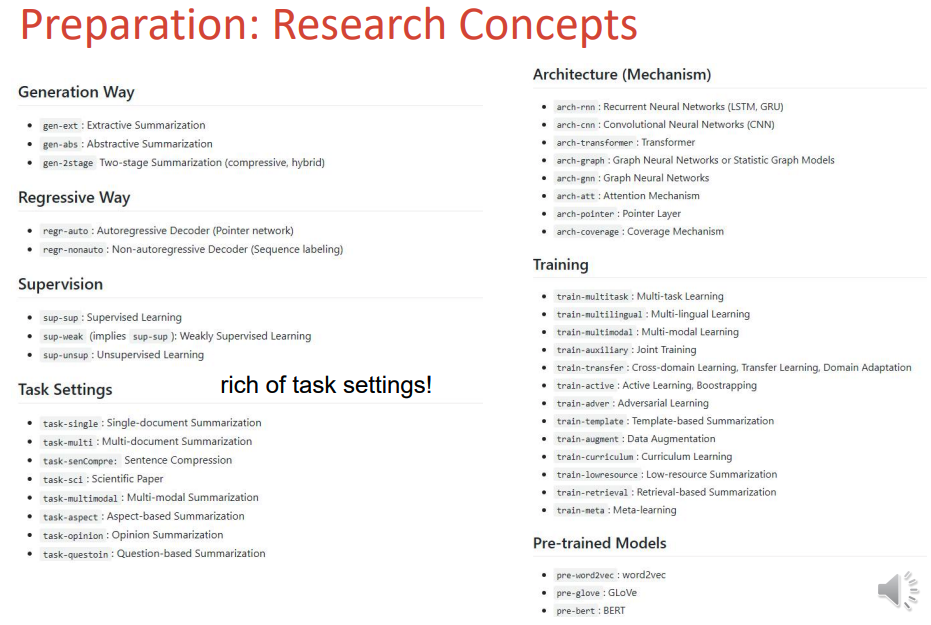 Preparation: Research Concepts
Generation Way
gen-ext : Extractive Summarization
gen-abs : Abstractive Summarization
gen-2stage Two-stage Summarization (compressive, hybrid)
Regressive Way
regr-auto : Autoregressive Decoder (Pointer network)
regr-nonauto : Non-autoregressive Decoder (Sequence labeling)
Supervision
sup-sup : Supervised Learning
sup-weak (implies sup-sup ): Weakly Supervised Learning
sup-unsup : Unsupervised Learning
Task Settings
rich of task settings!
task-single : Single-document Summarization
task-multi : Multi-document Summarization
task-senCompre: Sentence Compression
task-sci : Scientific Paper
task-multimodal : Multi-modal Summarization
task-aspect : Aspect-based Summarization
task-opinion : Opinion Summarization
task-questoin : Question-based Summarization
Architecture (Mechanism)
arch-rnn : Recurrent Neural Networks (LSTM, GRU)
arch-cnn : Convolutional Neural Networks (CNN)
arch-transformer : Transformer
arch-graph : Graph Neural Networks or Statistic Graph Models
arch-gnn : Graph Neural Networks
arch-att : Attention Mechanism
arch-pointer : Pointer Layer
arch-coverage : Coverage Mechanism
Training
train-multitask : Multi-task Learning
train-multilingual : Multi-lingual Learning
train-multimodal : Multi-modal Learning
train-auxiliary : Joint Training
train-transfer : Cross-domain Learning, Transfer Learning, Domain Adaptation
train-active : Active Learning, Boostrapping
train-adver : Adversarial Learning
train-template : Template-based Summarization
train-augment : Data Augmentation
train-curriculum : Curriculum Learning
train-lowresource : Low-resource Summarization
train-retrieval : Retrieval-based Summarization
train-meta : Meta-learning
Pre-trained Models
pre-word2vec : word2vec
pre-glove : GLoVe
pre-bert : BERT